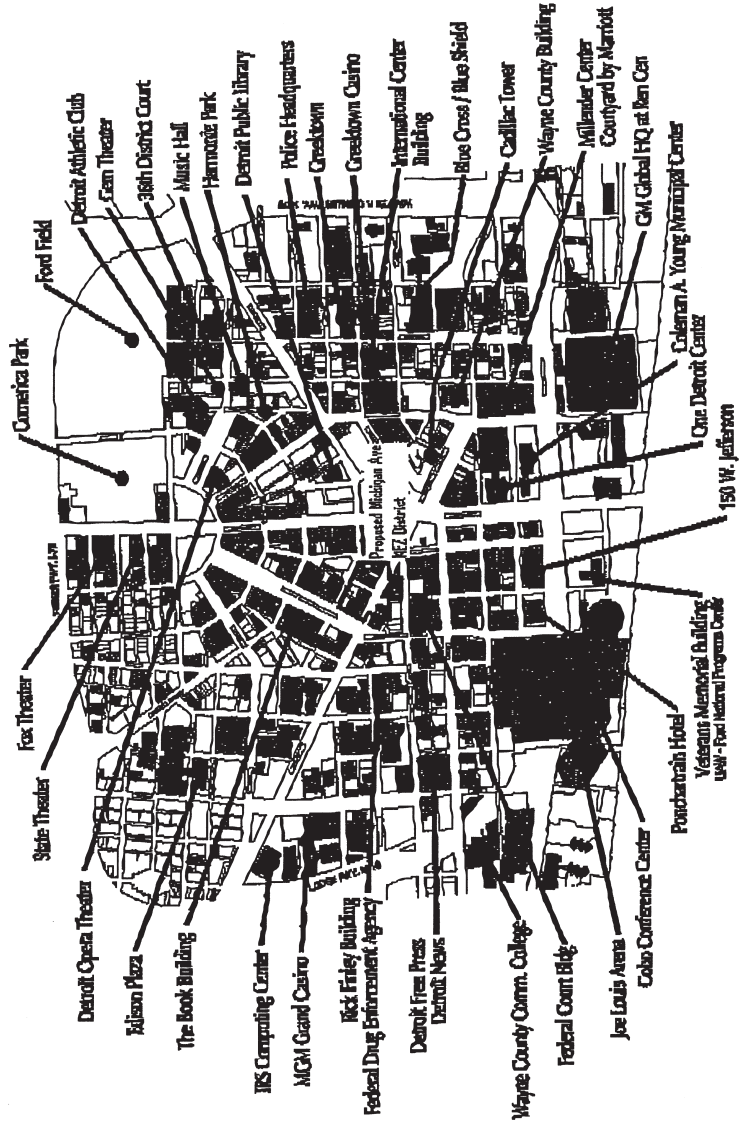 Comerica Park
Ford Field
Detroit Athletic Club
Gem Theater
36th District Court
Music Hall
Harmonie Park
Detroit Public Library
Police Headquarters
Greektown
Greektown Casino
International Center
Building
Blue Cross / Blue Shield
Cadillac Tower
Wayne County Building
Millender Center
Courtyard by Marriott
GM Global HQ at Ren Cen
Coleman A. Young Municipal Center
One Detroit Center
150 W. Jefferson
Veterans Memorial Building
UAW - Ford National Programs Center
Pontchartrain Hotel
Cobo Conference Center
Joe Louis Arena
Federal Court Bldg.
Wayne County Comm. College
Detroit Free Press
Detroit News
Federal Drug Enforcement Agency
Rick Finley Building
MGM Grand Casino
IRS Computing Center
The Book Building
Edison Plaza
Detroit Opera Theater
State Theater
Fox Theater
Proposed Michigan Ave
MFZ District